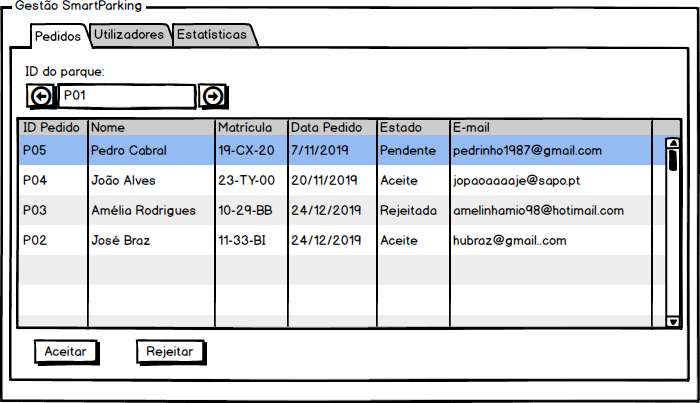 Gestão SmartParking
Pedidos Utilizadores Estatísticas
ID do parque:
P01
ID Pedido Nome Matrícula Data Pedido Estado E-mail
P05 Pedro Cabral 19-CX-20 7/11/2019 Pendente pedrinho1987@gmail.com
P04 João Alves 23-TY-00 20/11/2019 Aceite jopaoaaaaje@sapo.pt
P03 Amélia Rodrigues 10-29-BB 24/12/2019 Rejeitada amelinhamio98@hotimail.com
P02 José Braz 11-33-BI 24/12/2019 Aceite hubraz@gmail..com
Aceitar Rejeitar